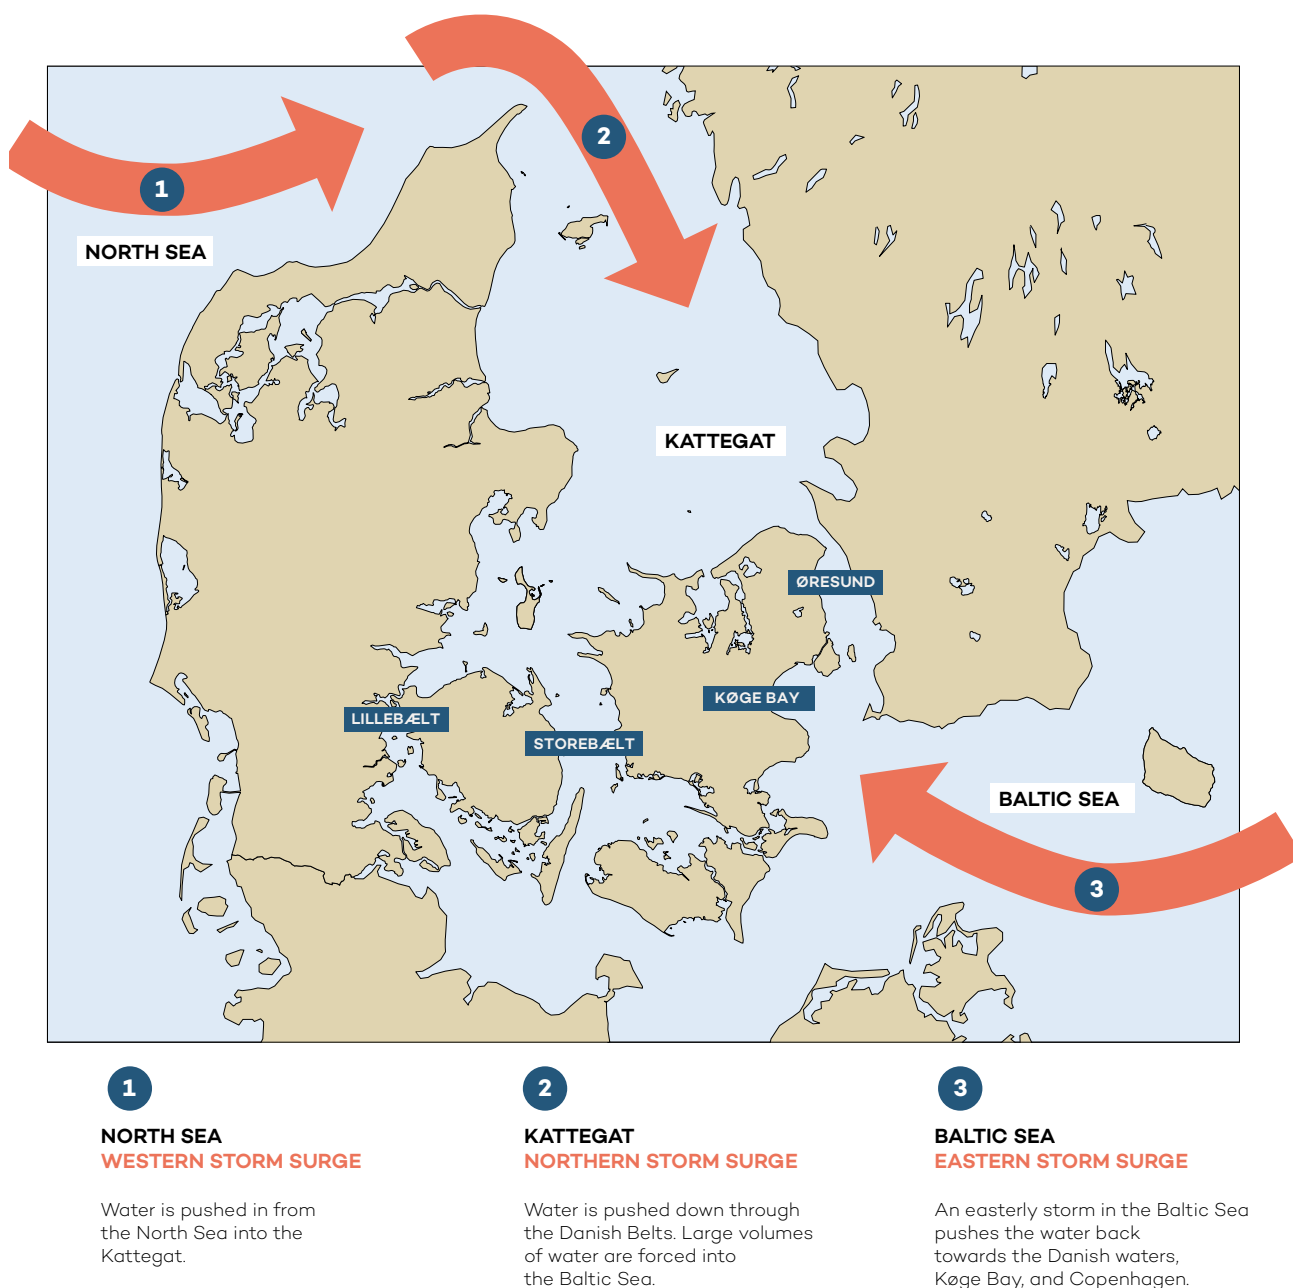 2
1
NORTH SEA
KATTEGAT
ØRESUND
KØGE BAY
LILLEBÆLT
STOREBÆLT
BALTIC SEA
3
1
NORTH SEA
WESTERN STORM SURGE
Water is pushed in from
the North Sea into the
Kattegat.
2
KATTEGAT
NORTHERN STORM SURGE
Water is pushed down through
the Danish Belts. Large volumes
of water are forced into
the Baltic Sea.
3
BALTIC SEA
EASTERN STORM SURGE
An easterly storm in the Baltic Sea
pushes the water back
towards the Danish waters,
Køge Bay, and Copenhagen.